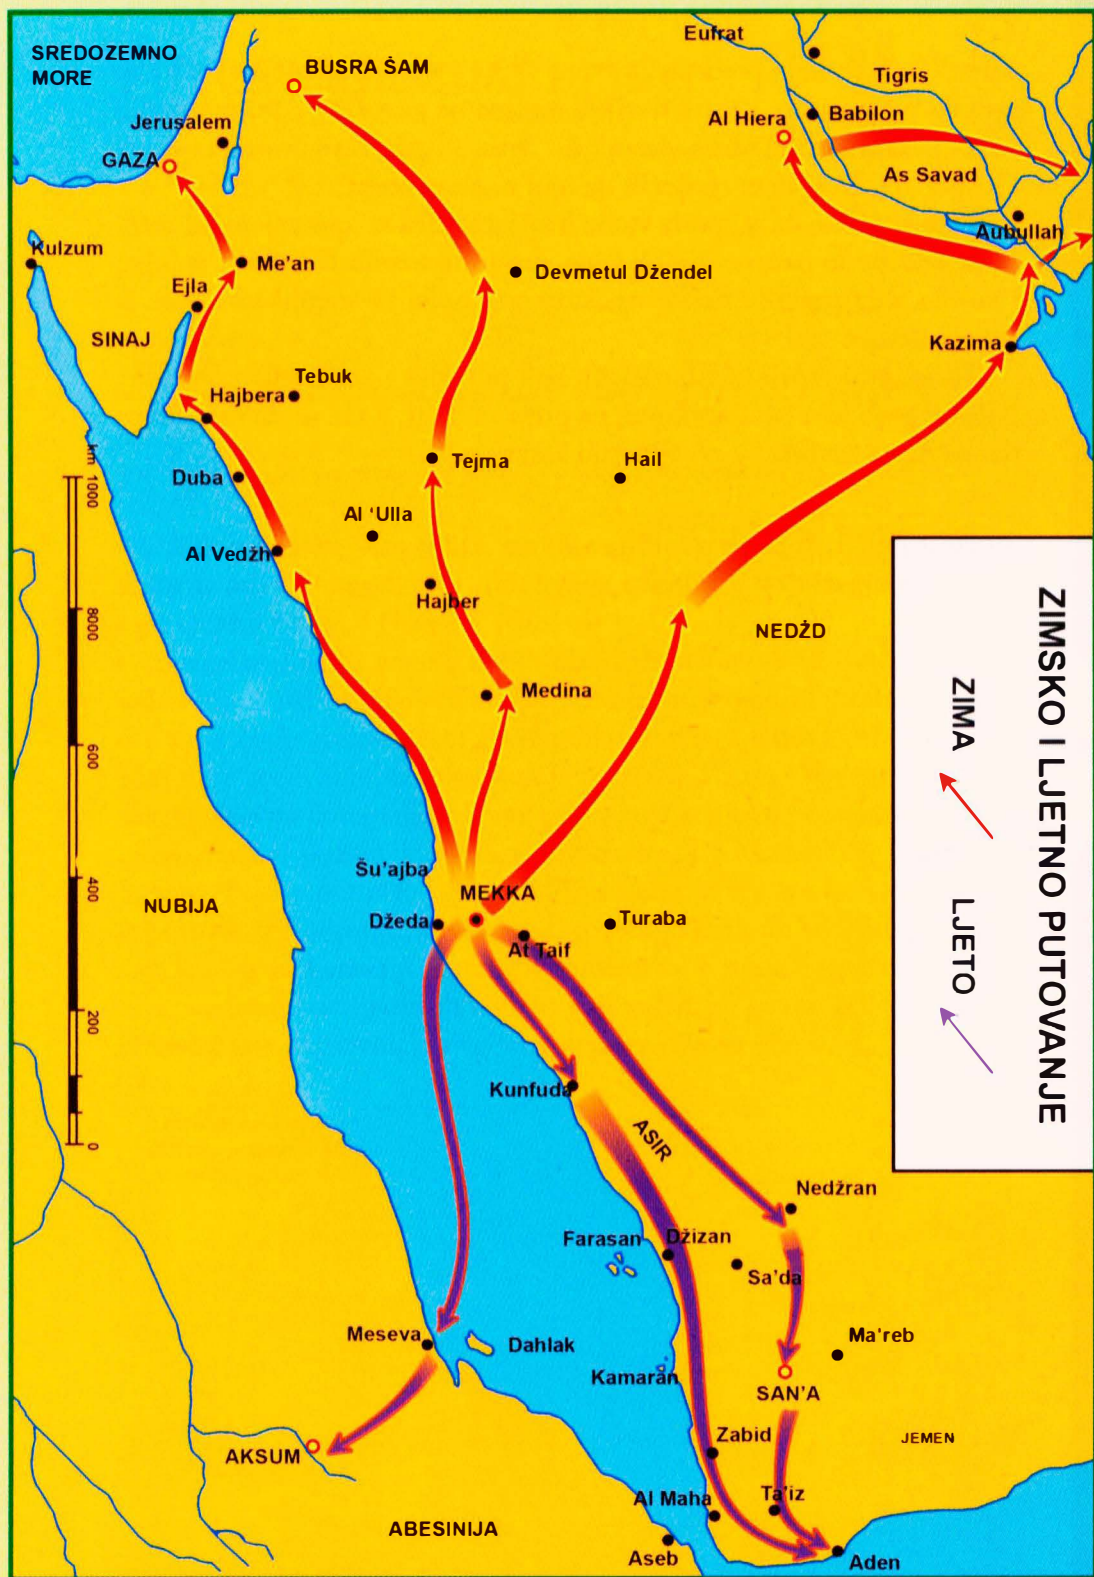 SREDOZEMNO
MORE
BUSRA ŠAM
Eufrat
Tigris
Jerusalem
Al Hiera
Babilon
GAZA
As Savad
Aubullah
Kulzum
Me'an
Devmetul Džendel
Ejla
SINAJ
Kazima
Tebuk
Hajbera
Tejma
Hail
Duba
Al 'Ulla
Al Vedžh
Hajber
NEDŻD
Medina
km
1000
8000
600
400
200
0
ZIMSKO I LJETNO PUTOVANJE
ZIMA
LJETO
Šu'ajba
MEKKA
NUBIJA
Džeda
Turaba
At Taif
Kunfuda
ASIR
Nedžran
Farasan
Džizan
Sa'da
Meseva
Dahlak
Ma'reb
Kamaran
SAN'A
AKSUM
Zabid
JEMEN
Al Maha
Ta'iz
ABESINIJA
Aseb
Aden